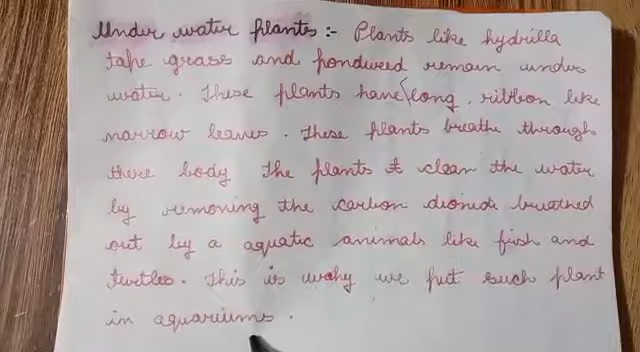 Under water plants :- Plants like hydrilla
tape grass and pondweed remain under
water. These plants have long, ribbon like
narrow leaves. These plants breathe through
there body The plants t clean the water
by removing the carbon dioxide breathed
out by a aquatic animals like fish and
turtles. This is why we put such plant
in aquariums.